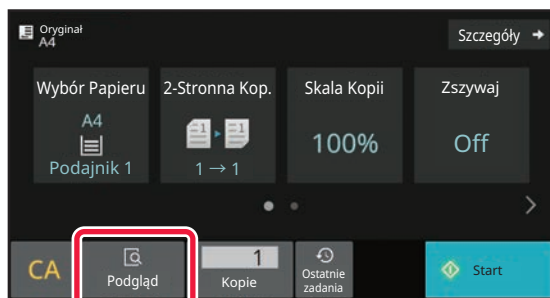 Oryginał
A4
Szczegóły
Wybór Papieru
A4
Podajnik 1
2-Stronna Kop.
1 → 1
Skala Kopii
100%
Zszywaj
Off
CA
Podgląd
1
Kopie
Ostatnie
zadania
Start